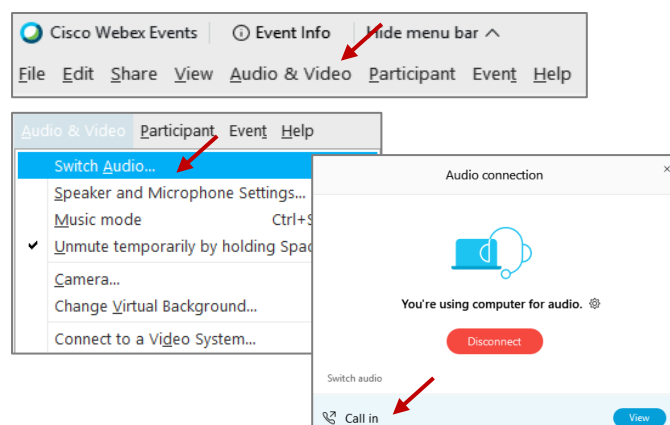 Cisco Webex Events Event Info Hide menu bar
File Edit Share View Audio & Video Participant Event Help
Audio & Video Participant Event Help
Switch Audio...
Speaker and Microphone Settings...
Music mode Ctrl+S
Unmute temporarily by holding Spac
Camera...
Change Virtual Background...
Connect to a Video System...
Audio connection
You're using computer for audio.
Disconnect
Switch audio
Call in View